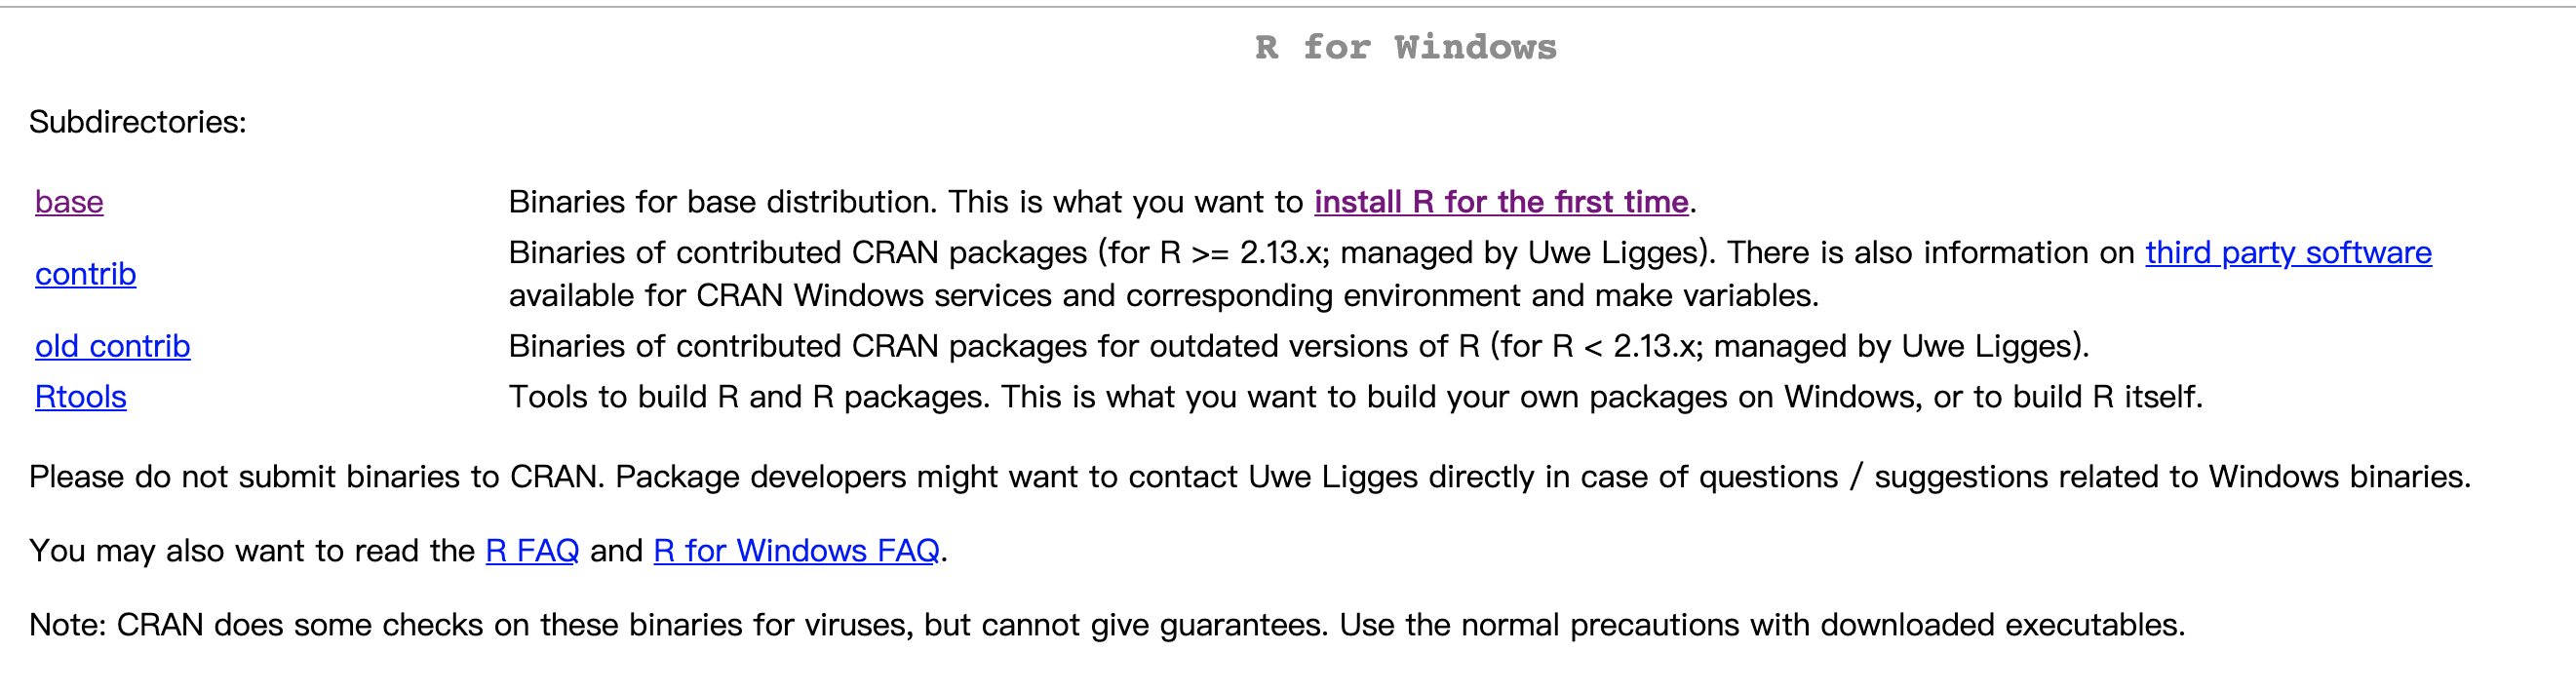 R for Windows
Subdirectories:
base
Binaries for base distribution. This is what you want to install R for the first time.
contrib
Binaries of contributed CRAN packages (for R >= 2.13.x; managed by Uwe Ligges). There is also information on third party software
available for CRAN Windows services and corresponding environment and make variables.
old contrib
Binaries of contributed CRAN packages for outdated versions of R (for R < 2.13.x; managed by Uwe Ligges).
Rtools
Tools to build R and R packages. This is what you want to build your own packages on Windows, or to build R itself.
Please do not submit binaries to CRAN. Package developers might want to contact Uwe Ligges directly in case of questions / suggestions related to Windows binaries.
You may also want to read the R FAQ and R for Windows FAQ.
Note: CRAN does some checks on these binaries for viruses, but cannot give guarantees. Use the normal precautions with downloaded executables.